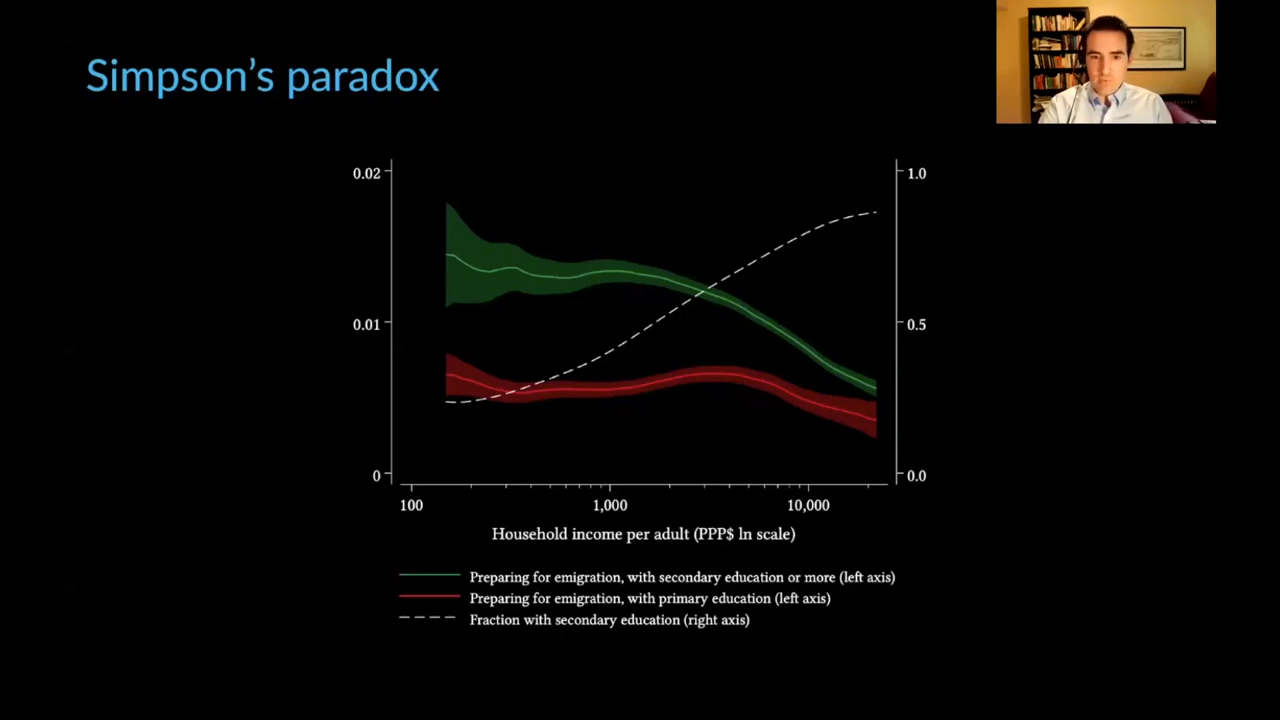 Simpson's paradox
0.02
1.0
0.01
0.5
0
0.0
100
1,000
10,000
Household income per adult (PPP$ ln scale)
Preparing for emigration, with secondary education or more (left axis)
Preparing for emigration, with primary education (left axis)
Fraction with secondary education (right axis)